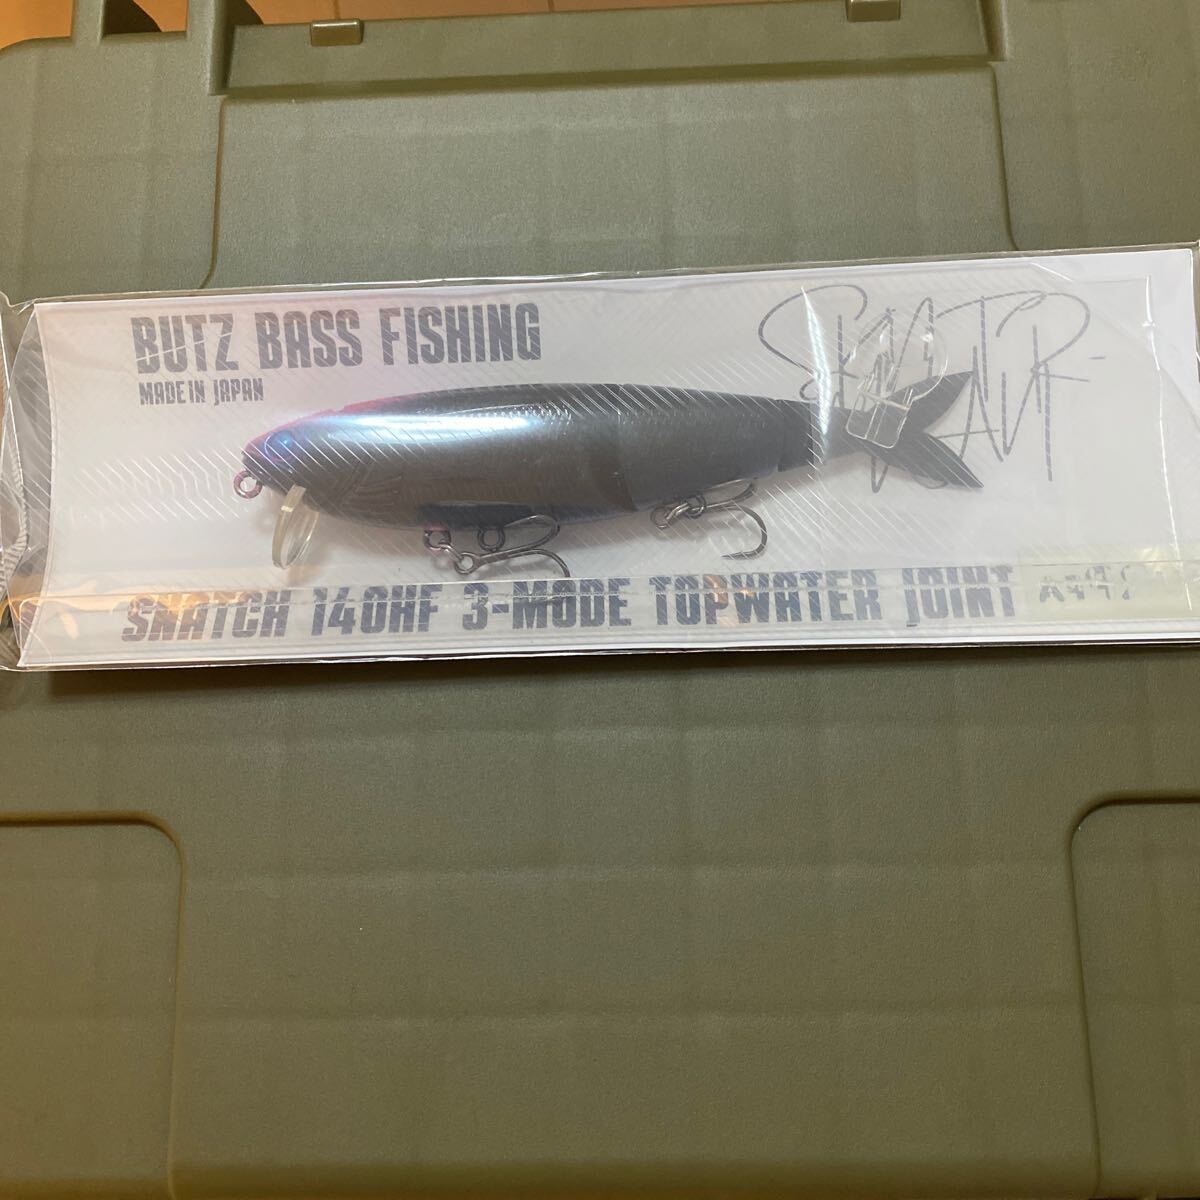 BUTZ BASS FISHING
MADE IN JAPAN
SNATCH 140HF 3-MODE TOPWATER JOINT